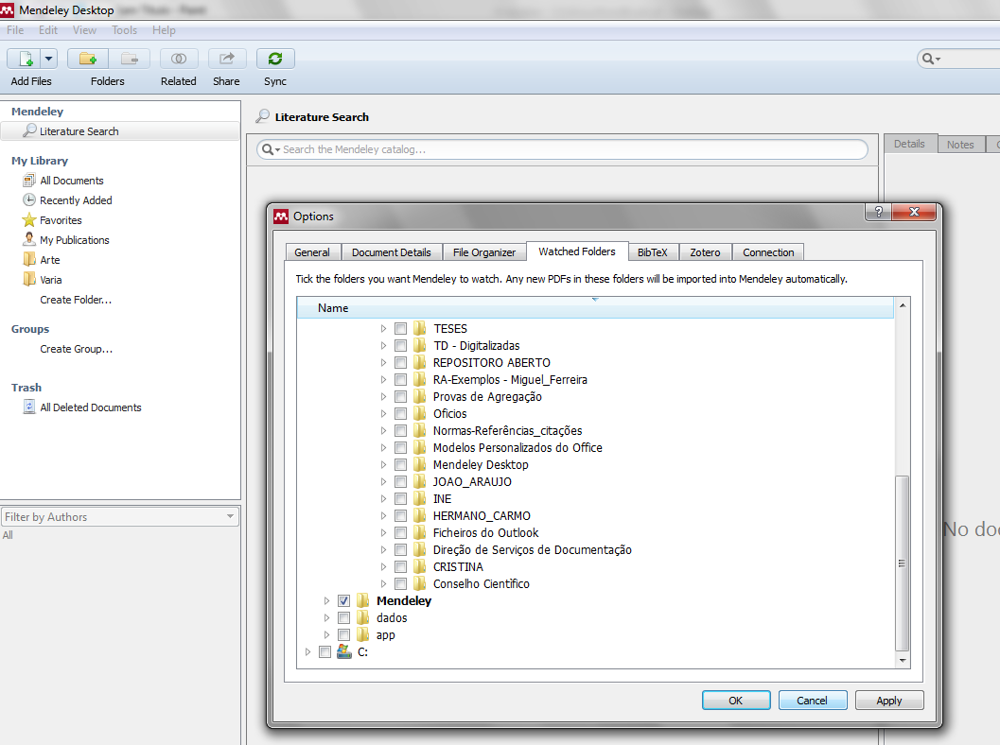 Mendeley Desktop
File Edit View Tools Help
Add Files Folders Related Share Sync
Mendeley
Literature Search
My Library
All Documents
Recently Added
Favorites
My Publications
Arte
Varia
Create Folder...
Groups
Create Group...
Trash
All Deleted Documents
Filter by Authors
All
Literature Search
Search the Mendeley catalog...
Details Notes
No doc
Options
?
General Document Details File Organizer Watched Folders BibTeX Zotero Connection
Tick the folders you want Mendeley to watch. Any new PDFs in these folders will be imported into Mendeley automatically.
Name
TESES
TD - Digitalizadas
REPOSITORO ABERTO
RA-Exemplos - Miguel_Ferreira
Provas de Agregação
Oficios
Normas-Referências_citações
Modelos Personalizados do Office
Mendeley Desktop
JOAO_ARAUJO
INE
HERMANO_CARMO
Ficheiros do Outlook
Direção de Serviços de Documentação
CRISTINA
Conselho Científico
Mendeley
dados
app
C:
OK Cancel Apply